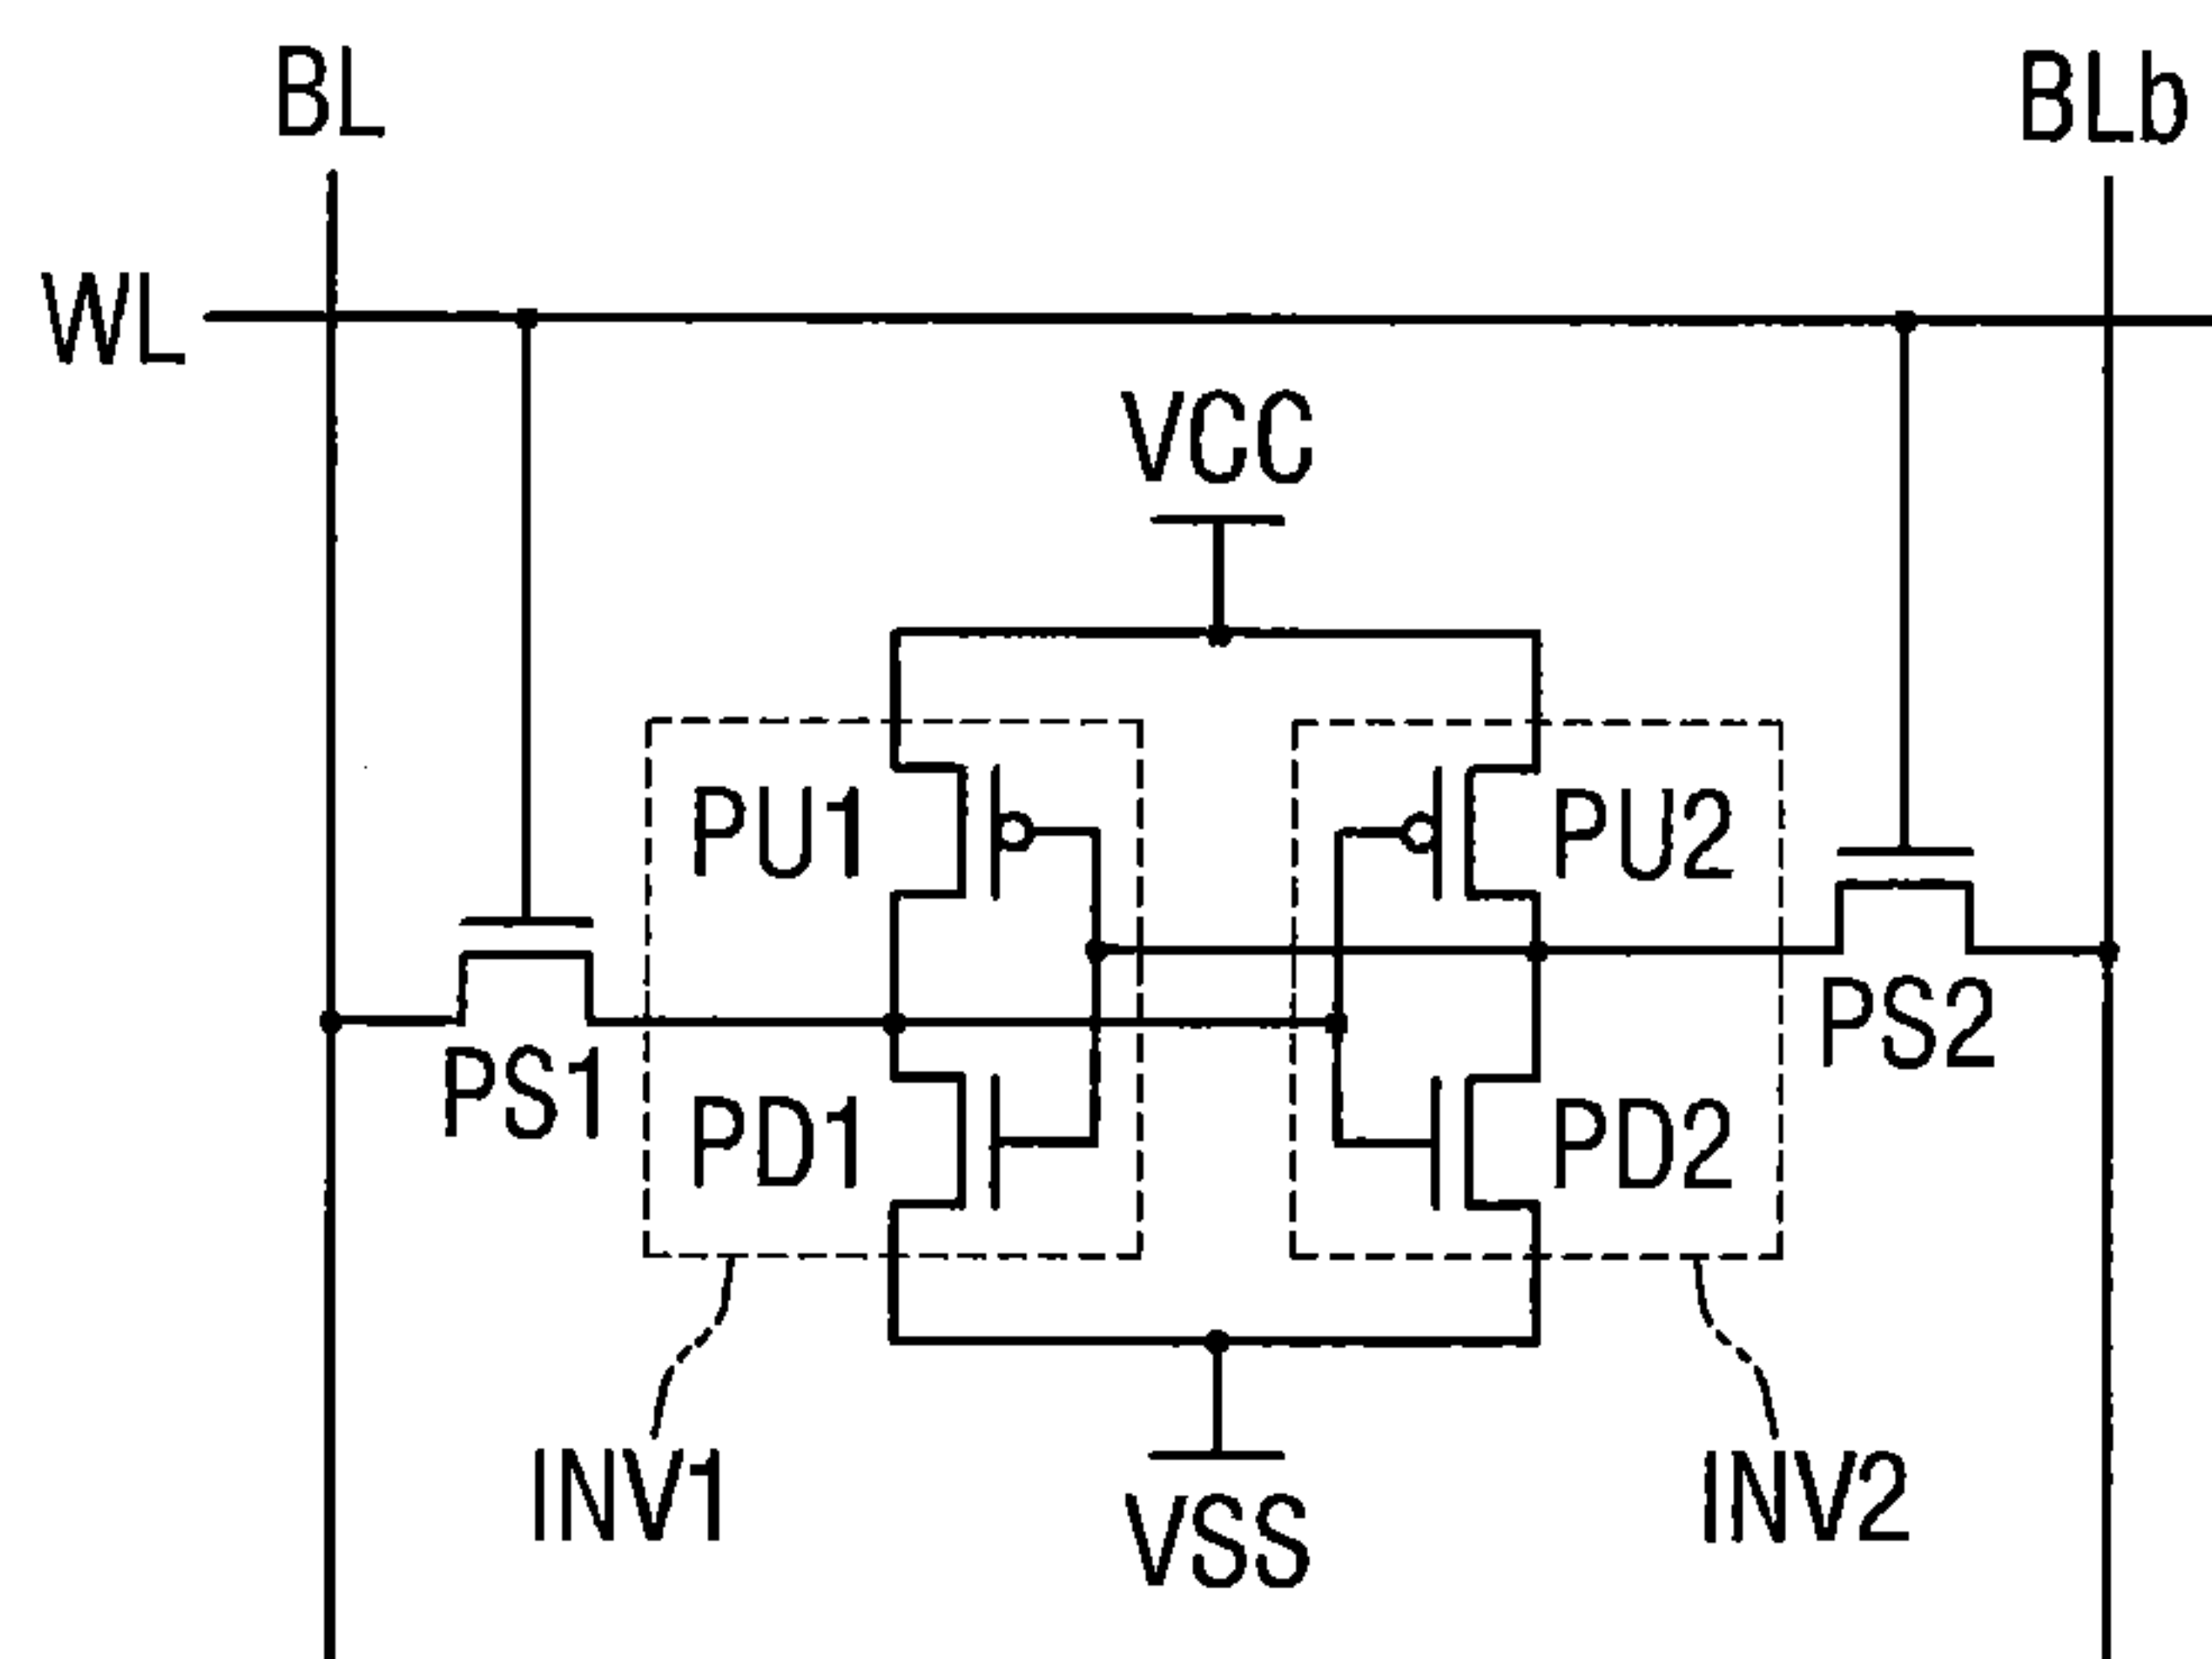 BL
BLb
WL
VCC
PU1
PU2
PS2
PS1
PD1
PD2
INV1
INV2
VSS